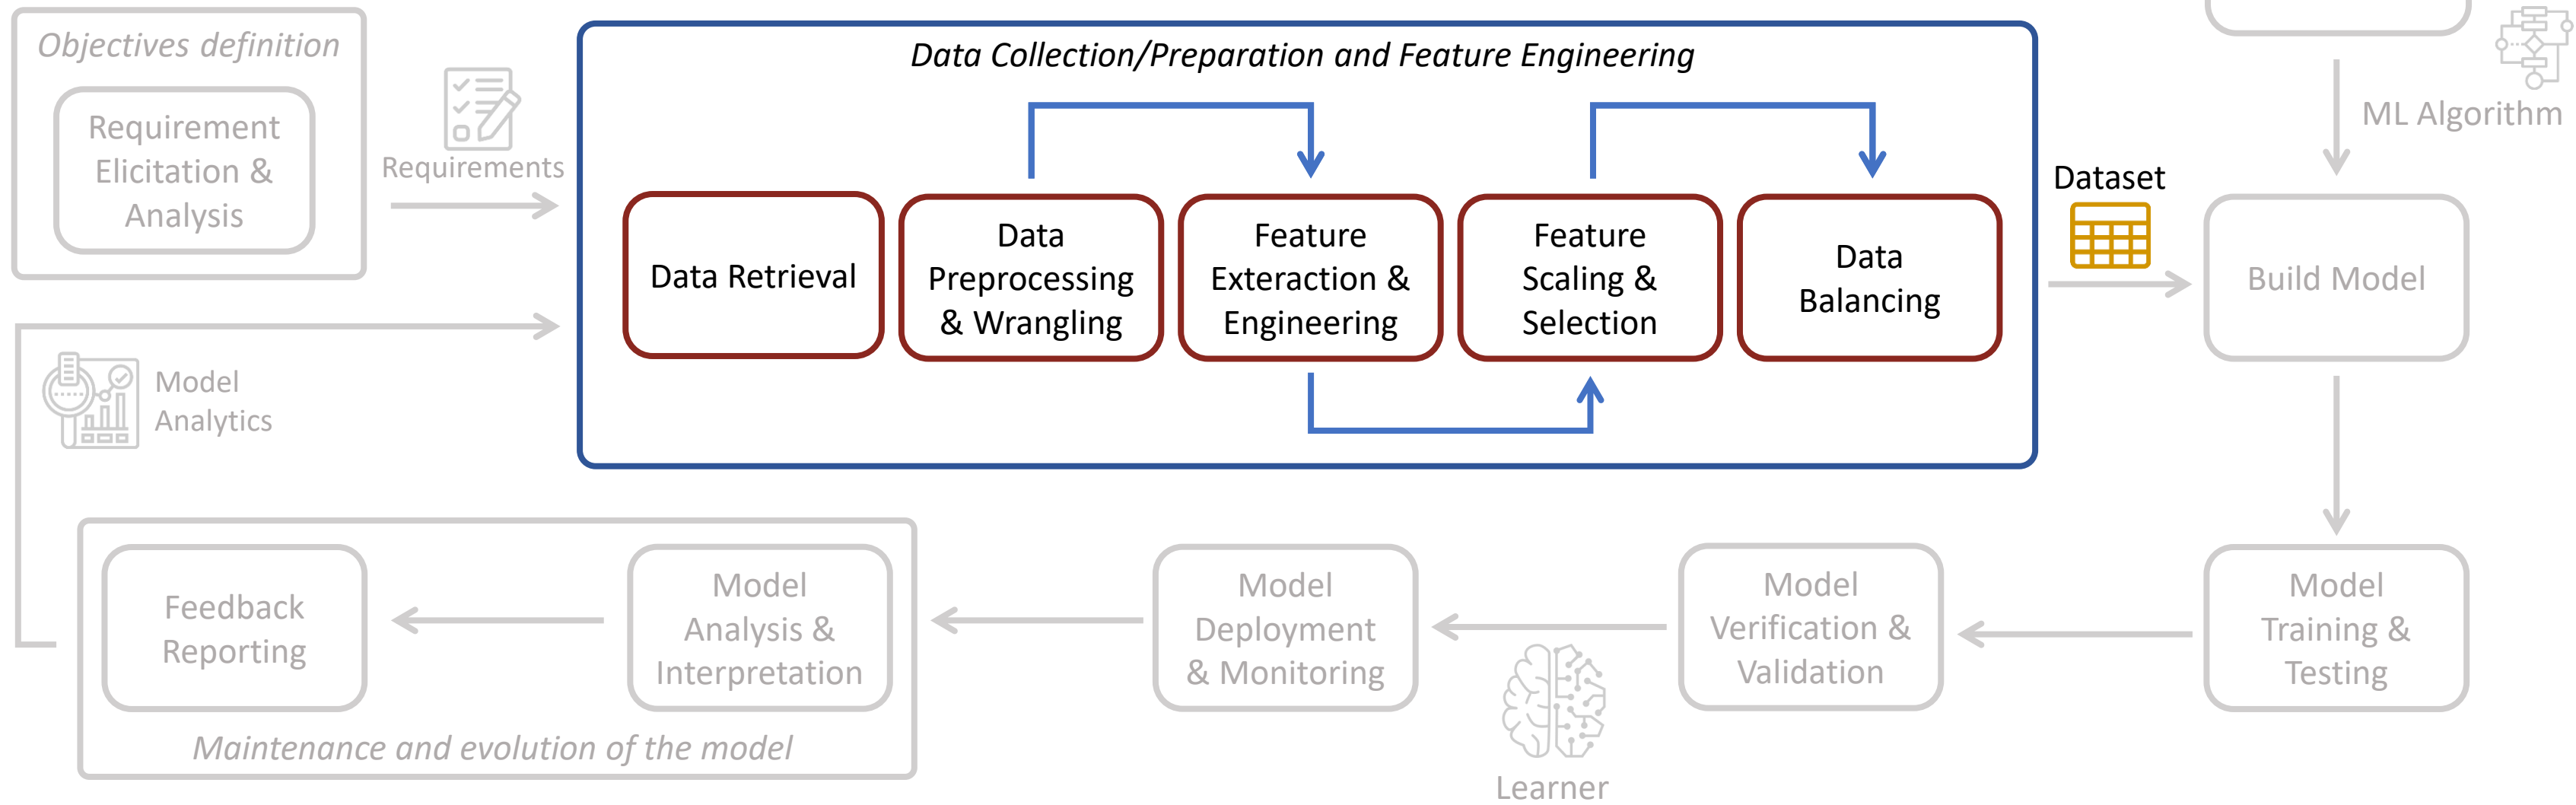 Objectives definition
Requirement
Elicitation &
Analysis
Requirements
Data Collection/Preparation and Feature Engineering
Data Retrieval
Data
Preprocessing
& Wrangling
Feature
Exteraction &
Engineering
Feature
Scaling &
Selection
Data
Balancing
Dataset
ML Algorithm
Build Model
Model
Analytics
Feedback
Reporting
Model
Analysis &
Interpretation
Maintenance and evolution of the model
Model
Deployment
& Monitoring
Learner
Model
Verification &
Validation
Model
Training &
Testing